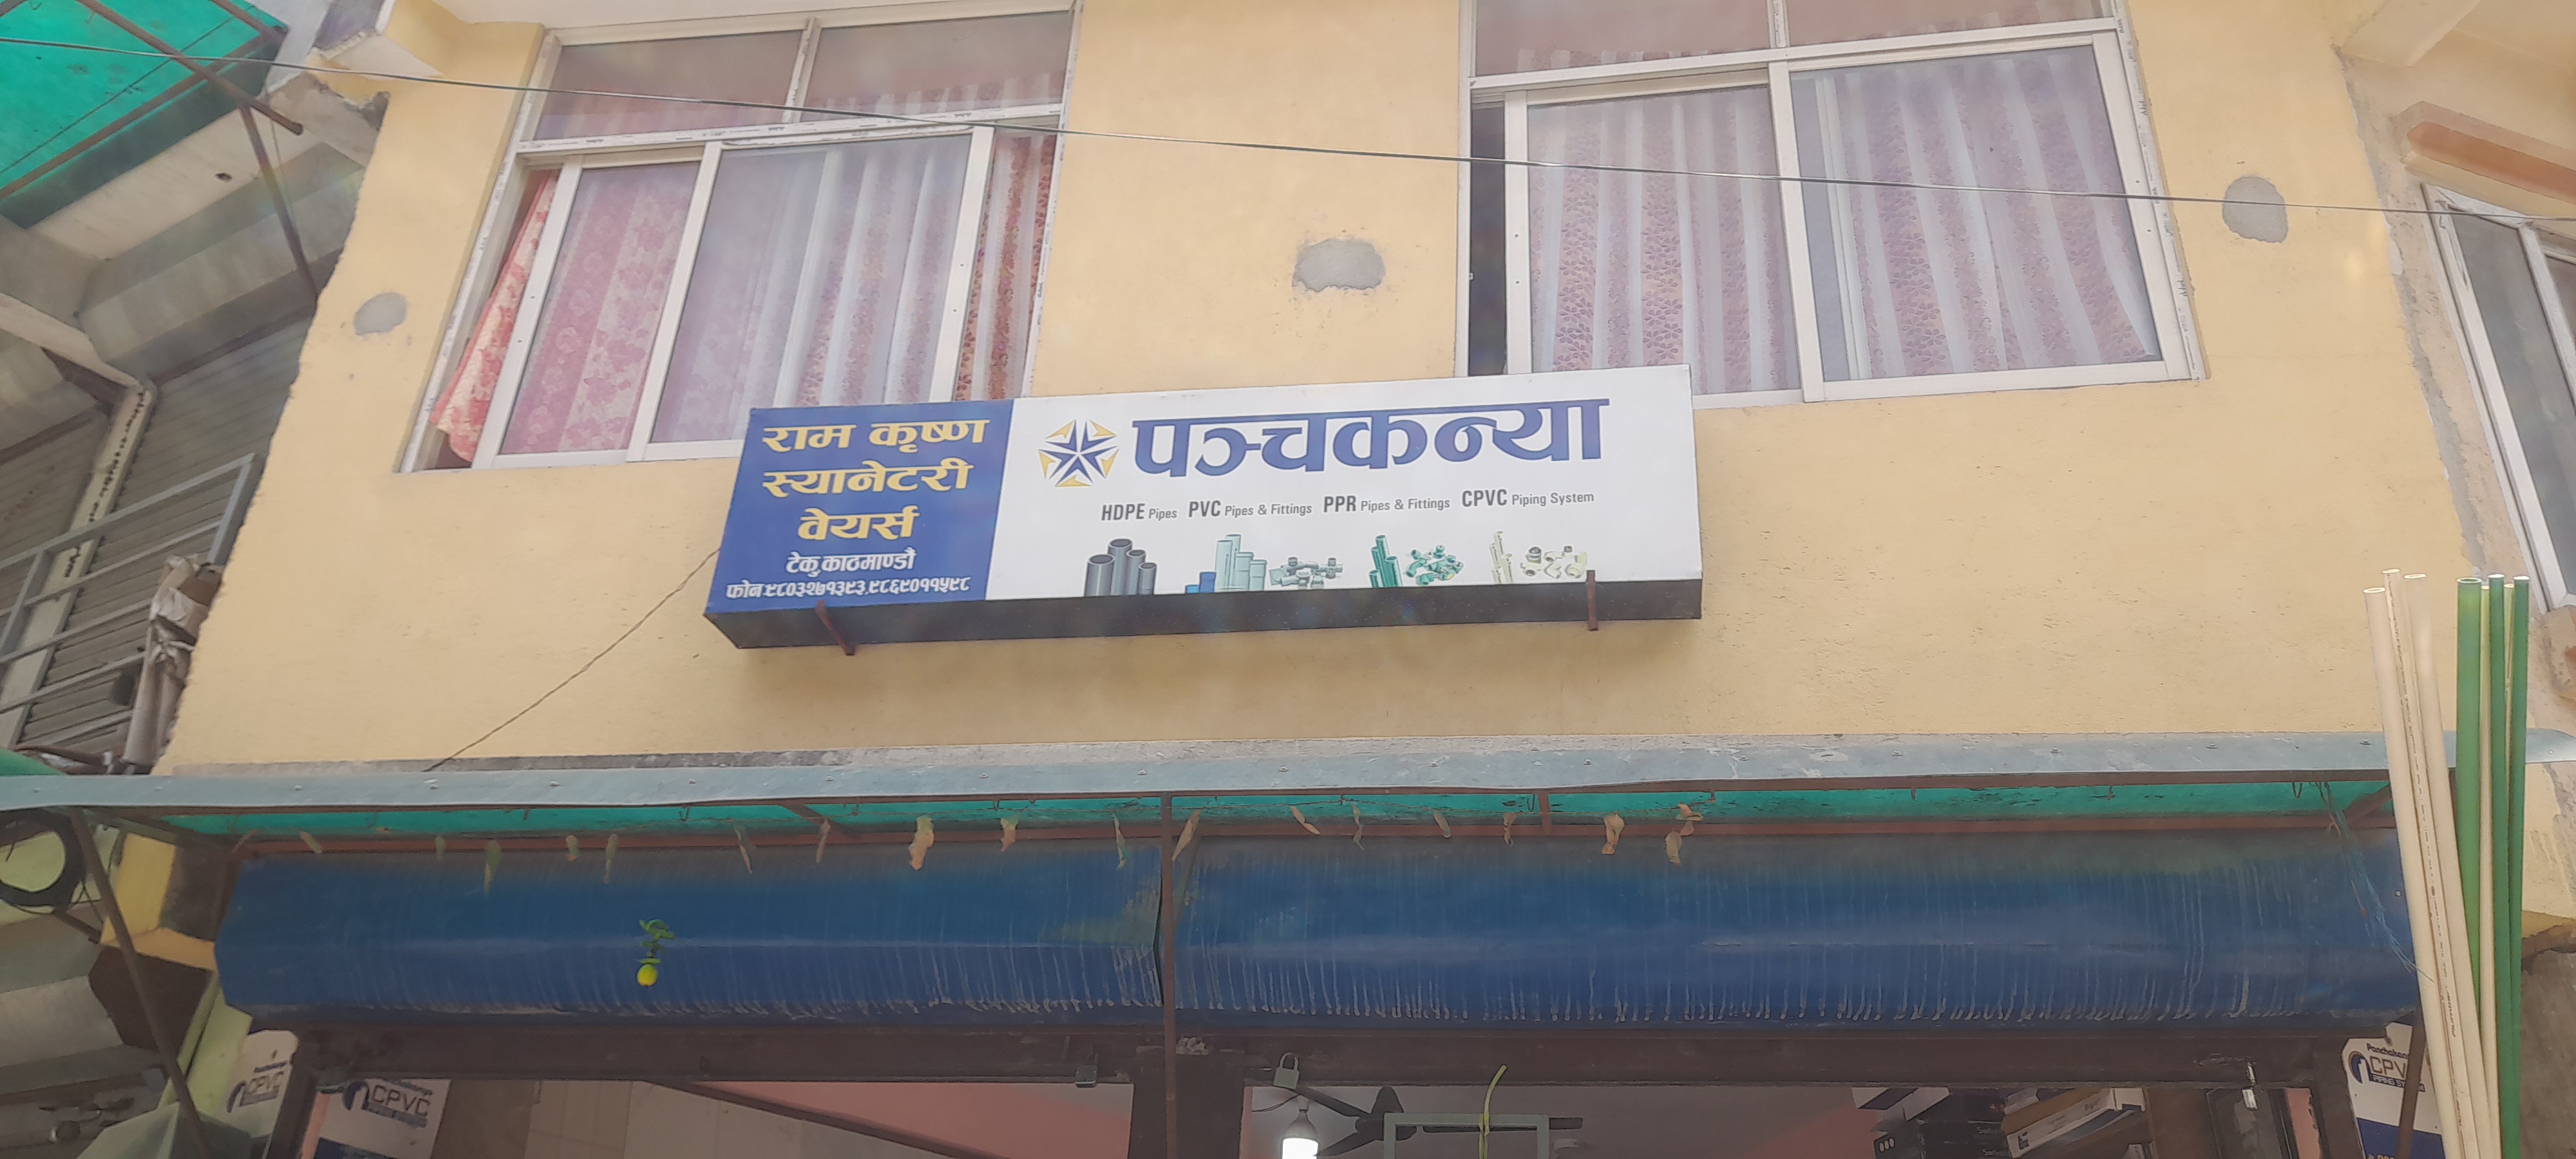 राम कृष्ण
स्यानेटरी
वेयर्स
टेकु, काठमाण्डौ
फोन:९८०३२७१३९३, ९८६९०११५९८
पञ्चकन्या
HDPE Pipes PVC Pipes & Fittings PPR Pipes & Fittings CPVC Piping System
CPVC
CPVC
Panchakanya